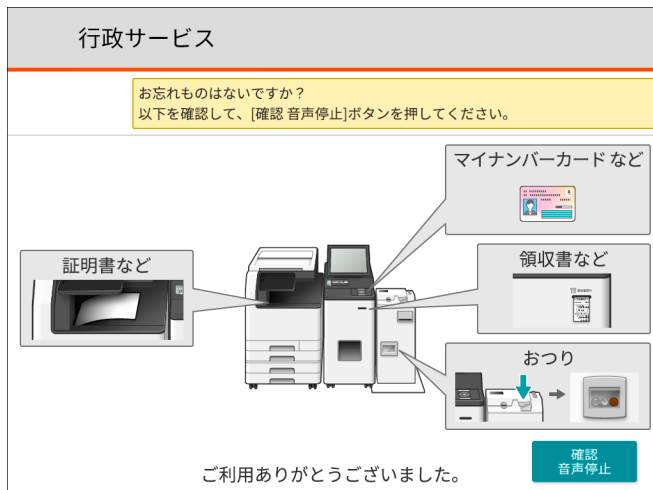 行政サービス
お忘れものはないですか？
以下を確認して、[確認 音声停止]ボタンを押してください。
マイナンバーカード など
証明書など
領収書など
おつり
確認
音声停止
ご利用ありがとうございました。